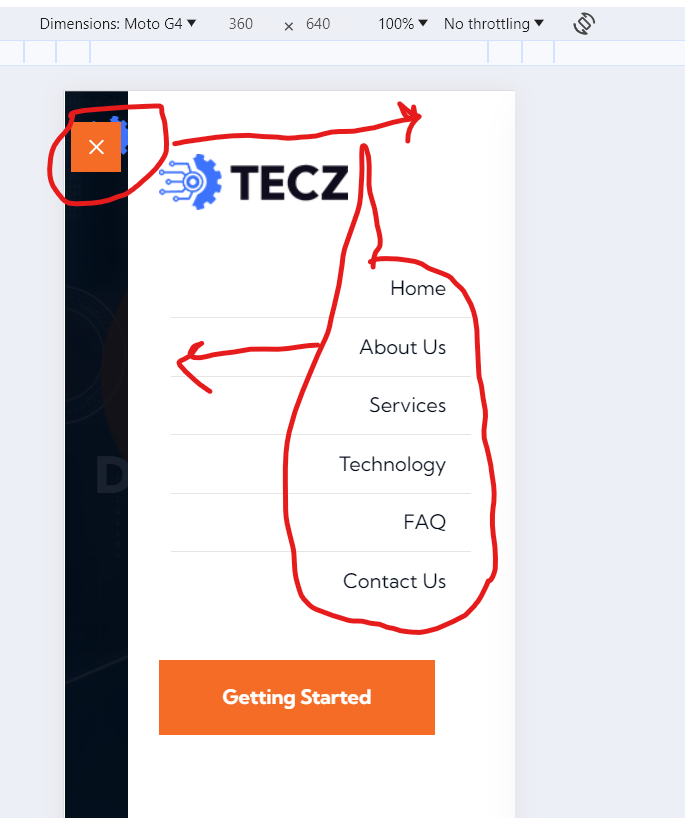 Dimensions: Moto G4 360 × 640 100% No throttling
TECZ
Home
About Us
Services
D
Technology
FAQ
Contact Us
Getting Started